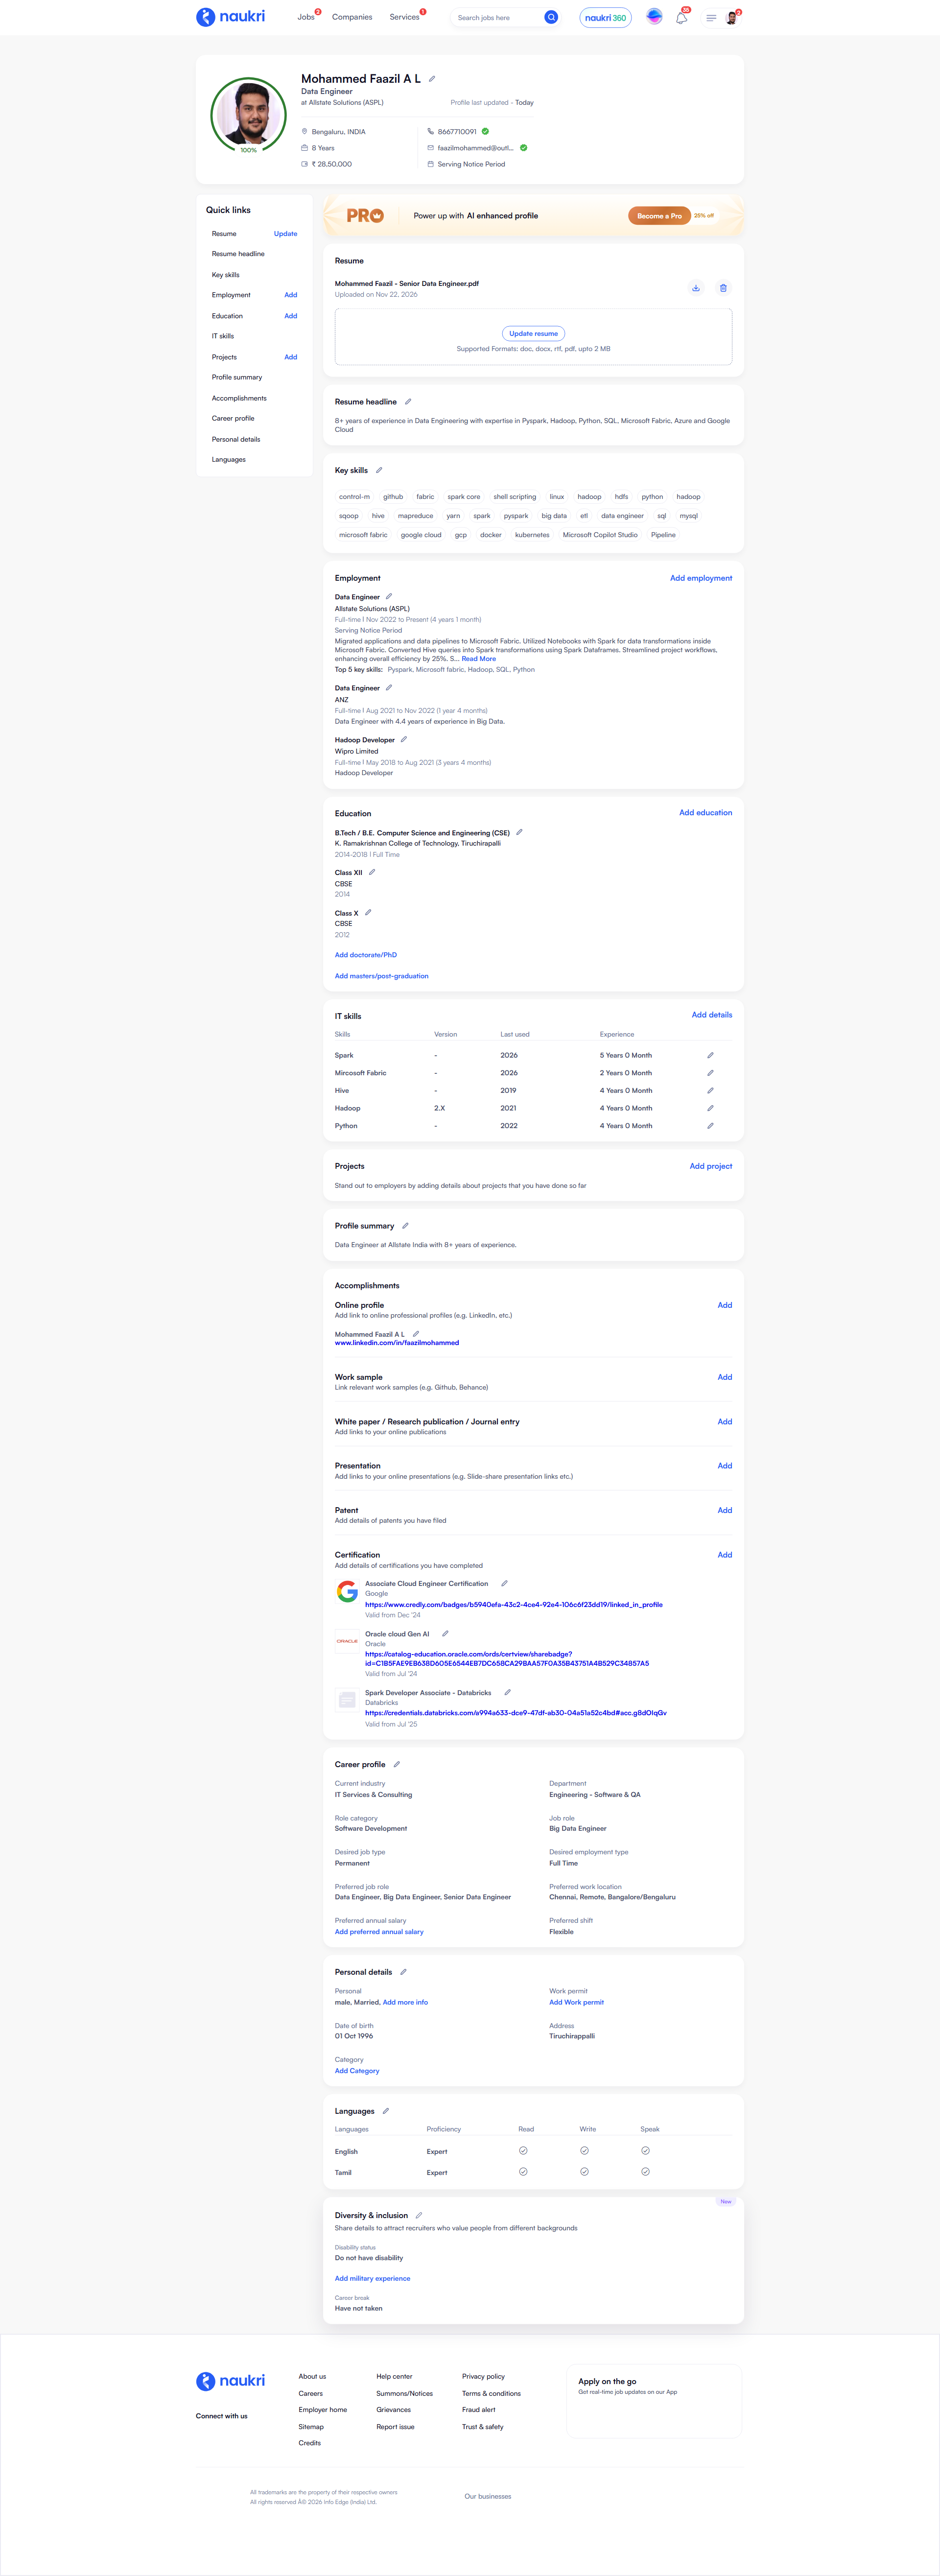 naukri
Jobs 2 Companies Services 1 Search jobs here naukri 360 36 2
Mohammed Faazil A L
Data Engineer
at Allstate Solutions (ASPL) Profile last updated - Today
Bengaluru, INDIA 8667710091
8 Years faazilmohammed@outl...
₹ 28,50,000 Serving Notice Period
100%
Quick links
Resume Update
Resume headline
Key skills
Employment Add
Education Add
IT skills
Projects Add
Profile summary
Accomplishments
Career profile
Personal details
Languages
PRO Power up with AI enhanced profile Become a Pro 25% off
Resume
Mohammed Faazil - Senior Data Engineer.pdf
Uploaded on Nov 22, 2026
Update resume
Supported Formats: doc, docx, rtf, pdf, upto 2 MB
Resume headline
8+ years of experience in Data Engineering with expertise in Pyspark, Hadoop, Python, SQL, Microsoft Fabric, Azure and Google
Cloud
Key skills
control-m github fabric spark core shell scripting linux hadoop hdfs python hadoop
sqoop hive mapreduce yarn spark pyspark big data etl data engineer sql mysql
microsoft fabric google cloud gcp docker kubernetes Microsoft Copilot Studio Pipeline
Employment Add employment
Data Engineer
Allstate Solutions (ASPL)
Full-time | Nov 2022 to Present (4 years 1 month)
Serving Notice Period
Migrated applications and data pipelines to Microsoft Fabric. Utilized Notebooks with Spark for data transformations inside
Microsoft Fabric. Converted Hive queries into Spark transformations using Spark Dataframes. Streamlined project workflows,
enhancing overall efficiency by 25%. S... Read More
Top 5 key skills: Pyspark, Microsoft fabric, Hadoop, SQL, Python
Data Engineer
ANZ
Full-time | Aug 2021 to Nov 2022 (1 year 4 months)
Data Engineer with 4.4 years of experience in Big Data.
Hadoop Developer
Wipro Limited
Full-time | May 2018 to Aug 2021 (3 years 4 months)
Hadoop Developer
Education Add education
B.Tech / B.E. Computer Science and Engineering (CSE)
K. Ramakrishnan College of Technology, Tiruchirapalli
2014-2018 | Full Time
Class XII
CBSE
2014
Class X
CBSE
2012
Add doctorate/PhD
Add masters/post-graduation
IT skills Add details
Skills Version Last used Experience
Spark - 2026 5 Years 0 Month
Mircosoft Fabric - 2026 2 Years 0 Month
Hive - 2019 4 Years 0 Month
Hadoop 2.X 2021 4 Years 0 Month
Python - 2022 4 Years 0 Month
Projects Add project
Stand out to employers by adding details about projects that you have done so far
Profile summary
Data Engineer at Allstate India with 8+ years of experience.
Accomplishments
Online profile Add
Add link to online professional profiles (e.g. LinkedIn, etc.)
Mohammed Faazil A L
www.linkedin.com/in/faazilmohammed
Work sample Add
Link relevant work samples (e.g. Github, Behance)
White paper / Research publication / Journal entry Add
Add links to your online publications
Presentation Add
Add links to your online presentations (e.g. Slide-share presentation links etc.)
Patent Add
Add details of patents you have filed
Certification Add
Add details of certifications you have completed
Associate Cloud Engineer Certification
Google
https://www.credly.com/badges/b5940efa-43c2-4ce4-92e4-106c6f23dd19/linked_in_profile
Valid from Dec '24
ORACLE
Oracle cloud Gen AI
Oracle
https://catalog-education.oracle.com/ords/certview/sharebadge?
id=C1B5FAE9EB638D605E6544EB7DC658CA29BAA57F0A35B43751A4B529C34857A5
Valid from Jul '24
Spark Developer Associate - Databricks
Databricks
https://credentials.databricks.com/a994a633-dce9-47df-ab30-04a51a52c4bd#acc.g8dOlqGv
Valid from Jul '25
Career profile
Current industry Department
IT Services & Consulting Engineering - Software & QA
Role category Job role
Software Development Big Data Engineer
Desired job type Desired employment type
Permanent Full Time
Preferred job role Preferred work location
Data Engineer, Big Data Engineer, Senior Data Engineer Chennai, Remote, Bangalore/Bengaluru
Preferred annual salary Preferred shift
Add preferred annual salary Flexible
Personal details
Personal Work permit
male, Married, Add more info Add Work permit
Date of birth Address
01 Oct 1996 Tiruchirappalli
Category
Add Category
Languages
Languages Proficiency Read Write Speak
English Expert
Tamil Expert
New
Diversity & inclusion
Share details to attract recruiters who value people from different backgrounds
Disability status
Do not have disability
Add military experience
Career break
Have not taken
naukri
Connect with us
About us Help center Privacy policy
Careers Summons/Notices Terms & conditions
Employer home Grievances Fraud alert
Sitemap Report issue Trust & safety
Credits
Apply on the go
Get real-time job updates on our App
All trademarks are the property of their respective owners
All rights reserved Â© 2026 Info Edge (India) Ltd.
Our businesses